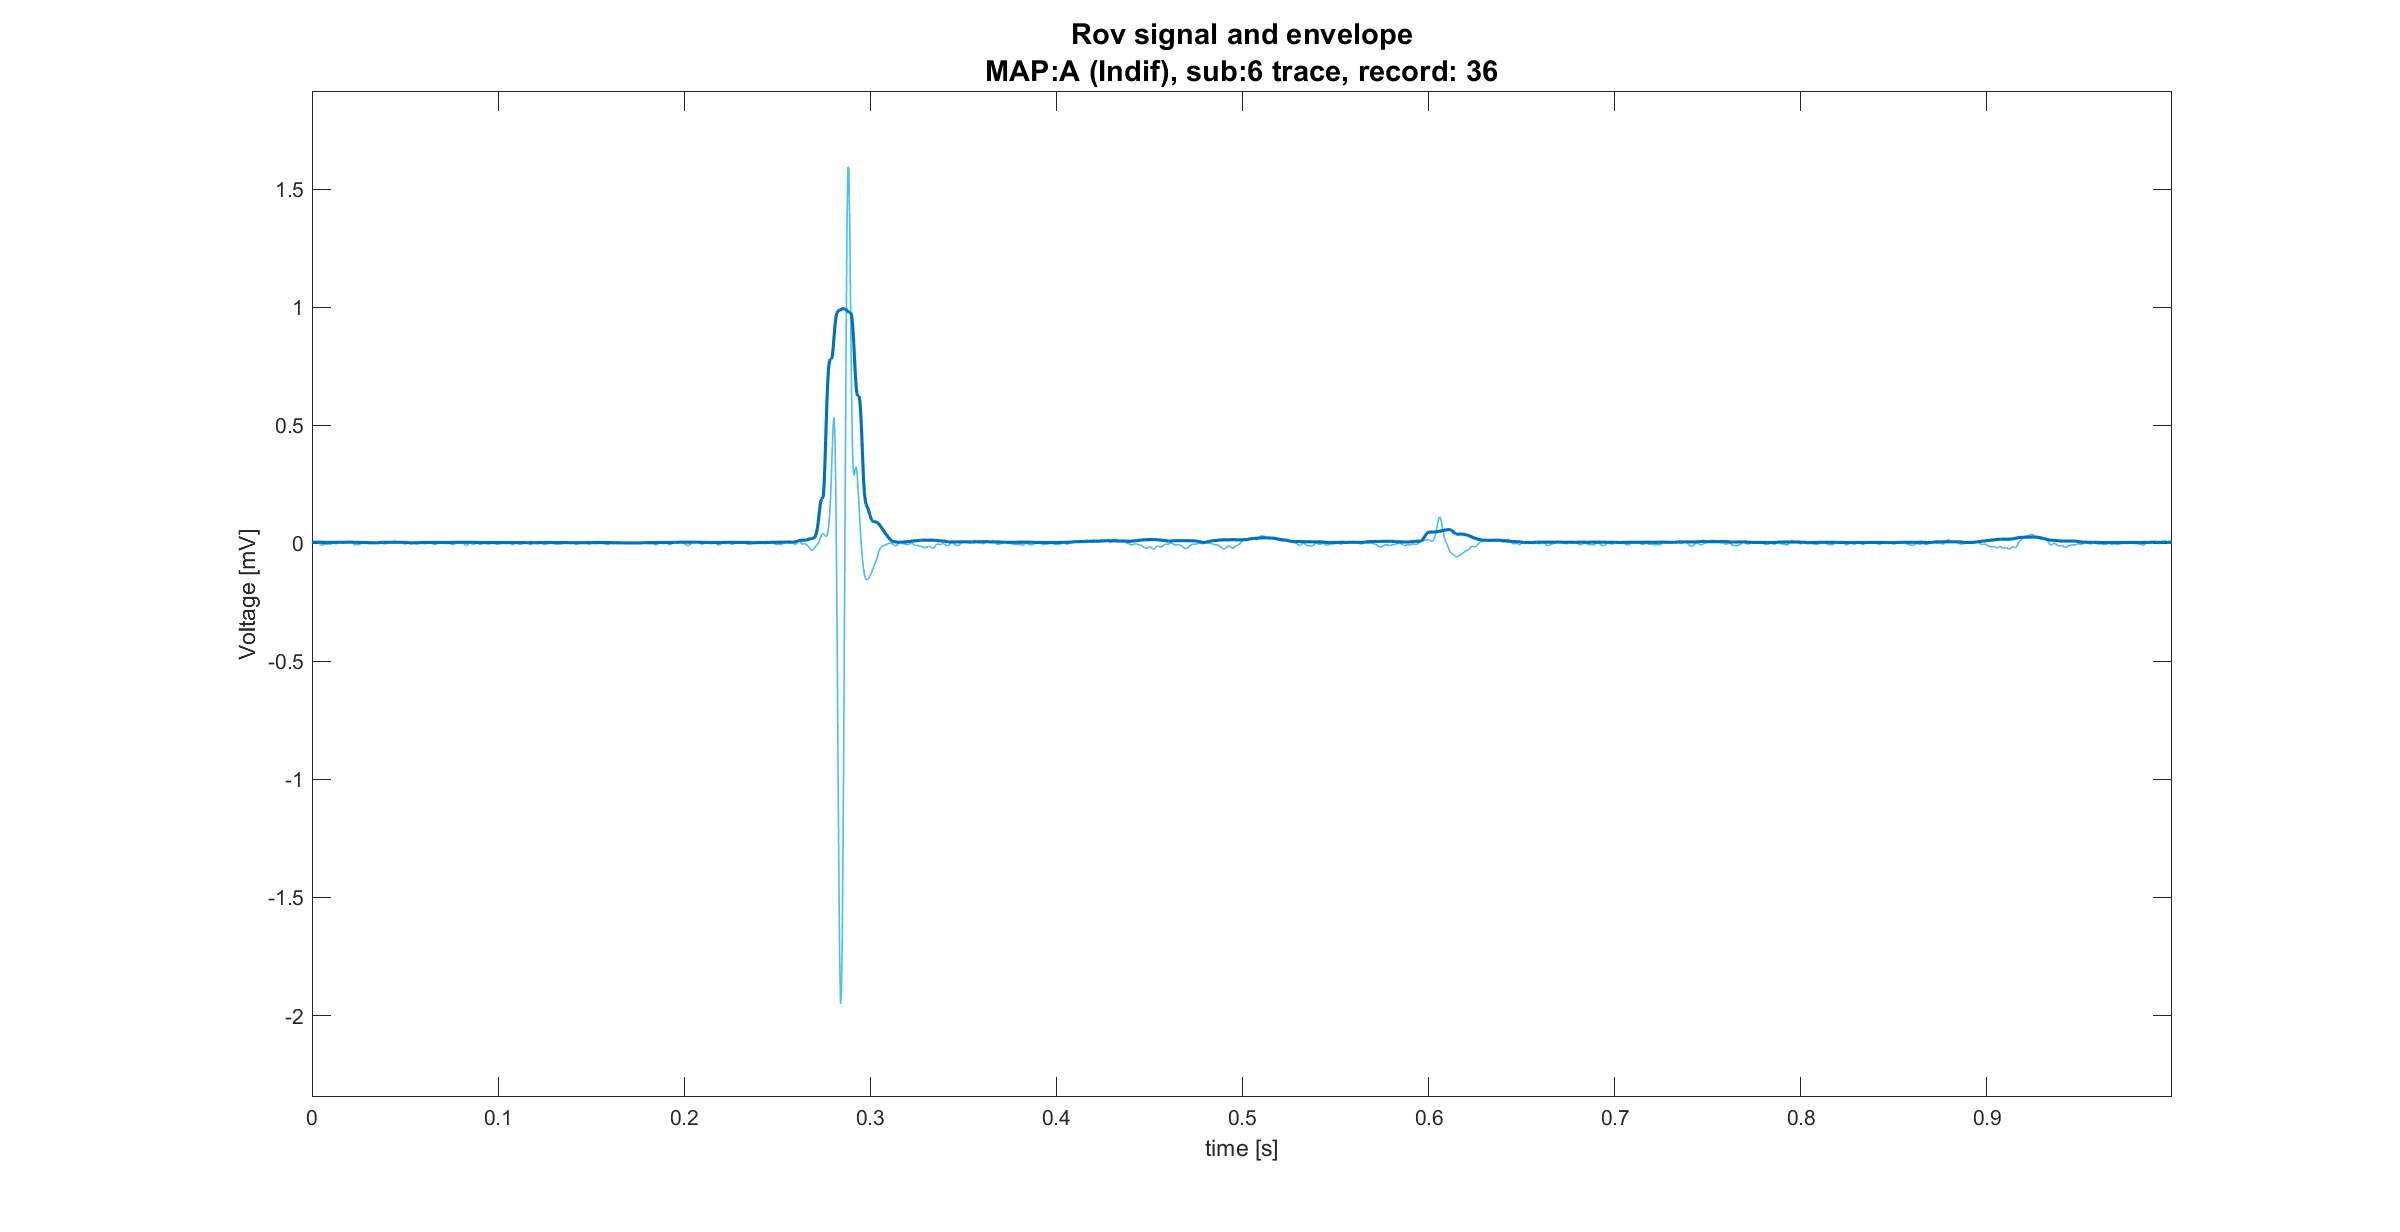 Rov signal and envelope
MAP:A (Indif), sub:6 trace, record: 36
1.5
1
0.5
0
-0.5
-1
-1.5
-2
Voltage [mV]
0 0.1 0.2 0.3 0.4 0.5 0.6 0.7 0.8 0.9
time [s]